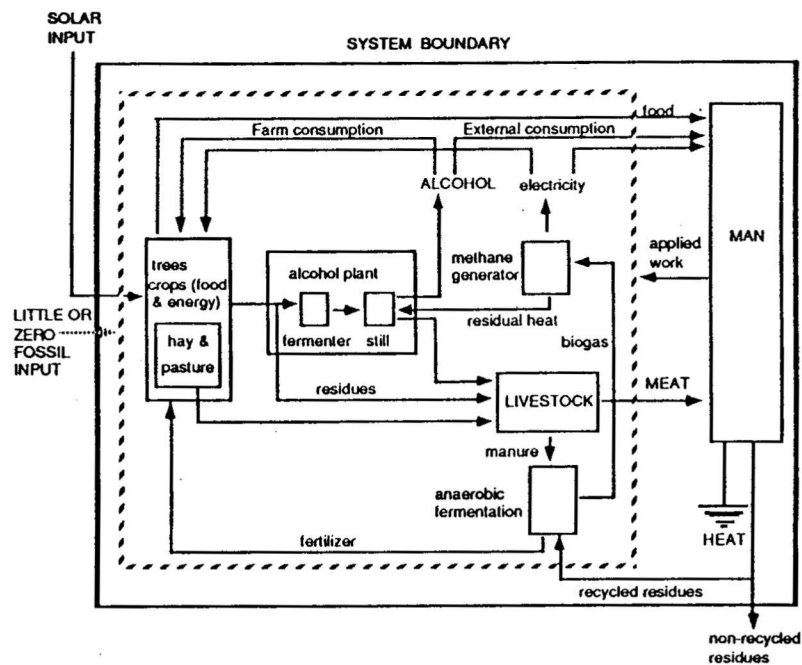 SOLAR
INPUT
SYSTEM BOUNDARY
food
Farm consumption
External consumption
ALCOHOL
electricity
MAN
applied
work
trees
crops (food
& energy)
alcohol plant
methane
generator
LITTLE OR
ZERO
FOSSIL
INPUT
hay &
pasture
fermenter
still
residual heat
biogas
residues
LIVESTOCK
MEAT
manure
anaerobic
fermentation
fertilizer
HEAT
recycled residues
non-recycled
residues